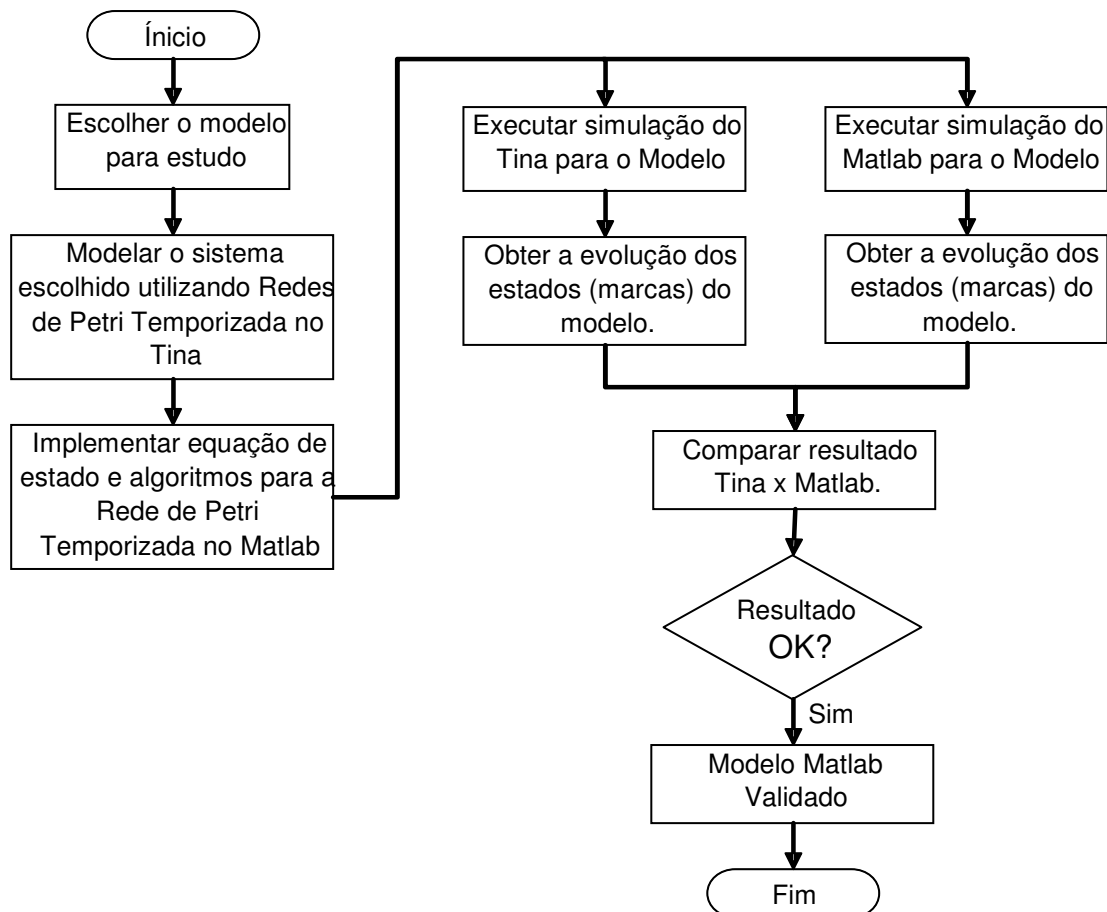 Ínicio
Escolher o modelo
para estudo
Modelar o sistema
escolhido utilizando Redes
de Petri Temporizada no
Tina
Implementar equação de
estado e algoritmos para a
Rede de Petri
Temporizada no Matlab
Executar simulação do
Tina para o Modelo
Obter a evolução dos
estados (marcas) do
modelo.
Executar simulação do
Matlab para o Modelo
Obter a evolução dos
estados (marcas) do
modelo.
Comparar resultado
Tina x Matlab.
Resultado
OK?
Sim
Modelo Matlab
Validado
Fim